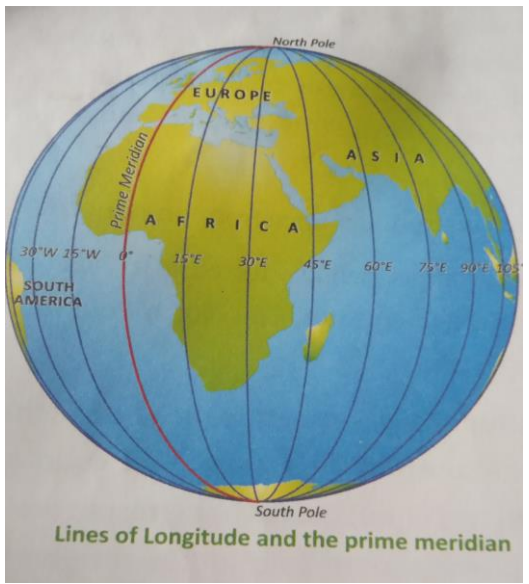 North Pole
EUROPE
ASIA
Prime Meridian
AFRICA
30°W 15°W 0° 15°E 30°E 45°E 60°E 75°E 90°E 105°
SOUTH
AMERICA
South Pole
Lines of Longitude and the prime meridian